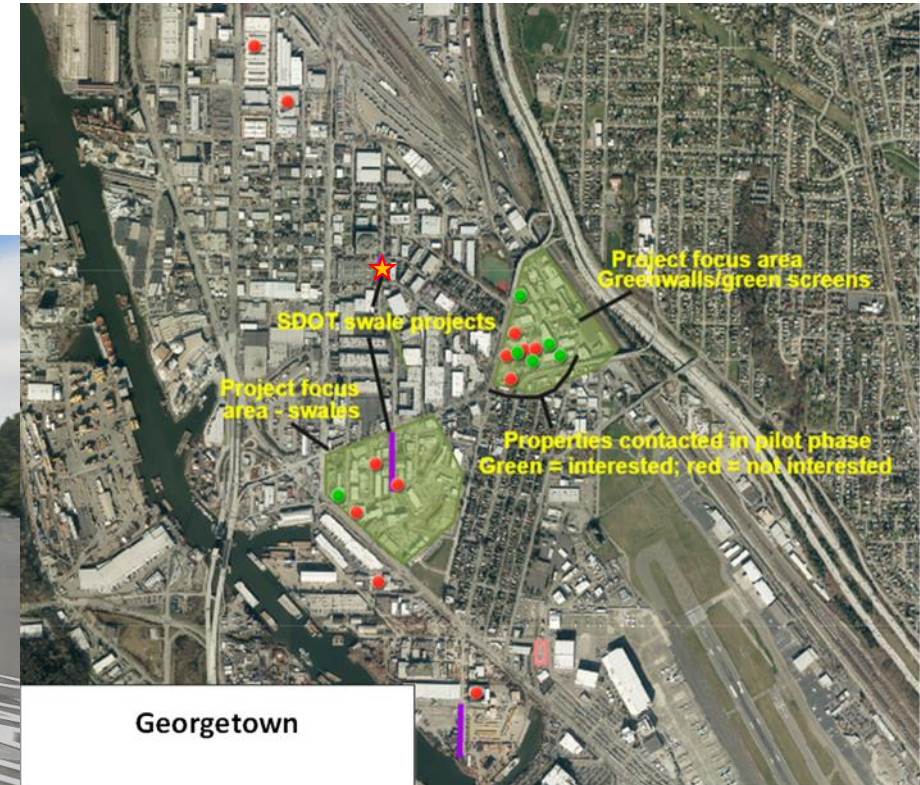 Project focus area
Greenwalls/green screens
SDOT swale projects
Project focus
area - swales
Properties contacted in pilot phase
Green = interested; red = not interested
Georgetown